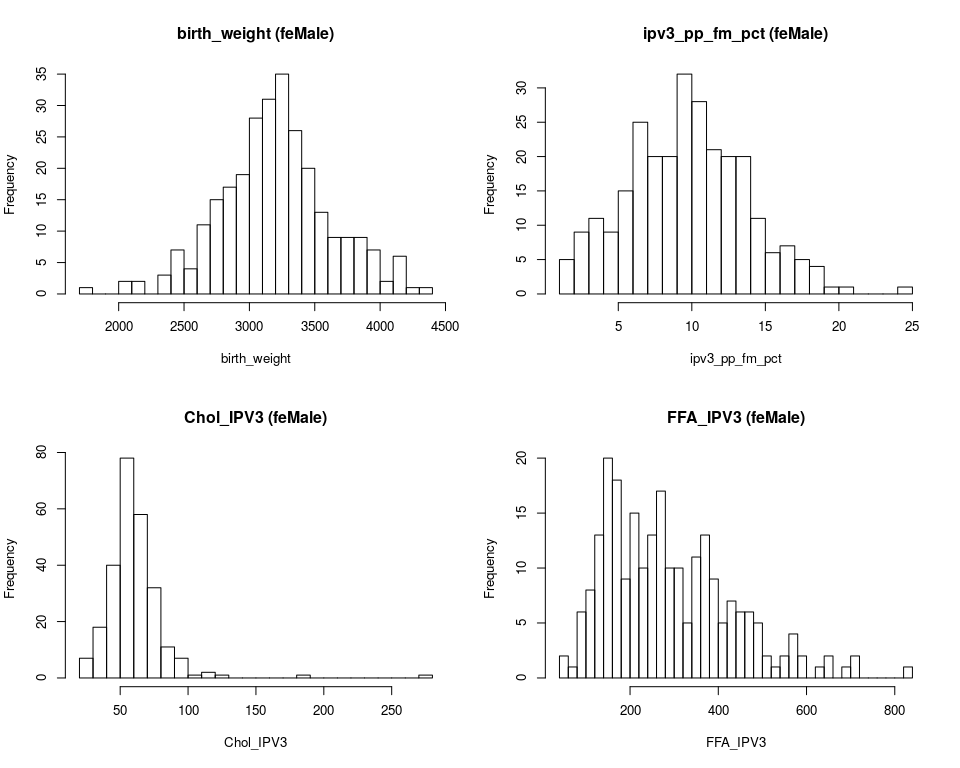 birth_weight (feMale)
Frequency
0 5 10 15 20 25 30 35
2000 2500 3000 3500 4000 4500
birth_weight
ipv3_pp_fm_pct (feMale)
Frequency
0 5 10 15 20 25 30
5 10 15 20 25
ipv3_pp_fm_pct
Chol_IPV3 (feMale)
Frequency
0 20 40 60 80
50 100 150 200 250
Chol_IPV3
FFA_IPV3 (feMale)
Frequency
0 5 10 15 20
200 400 600 800
FFA_IPV3